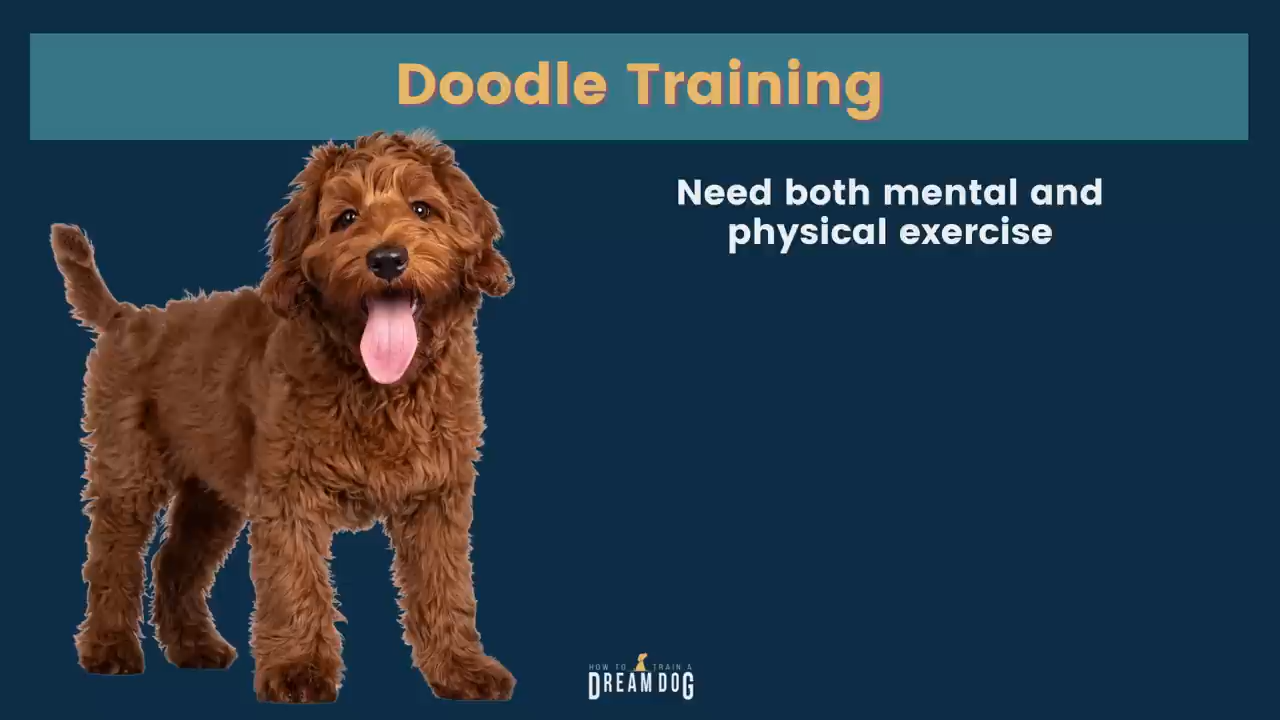 Doodle Training
Need both mental and
physical exercise
HOW TO TRAIN A
DREAM DOG